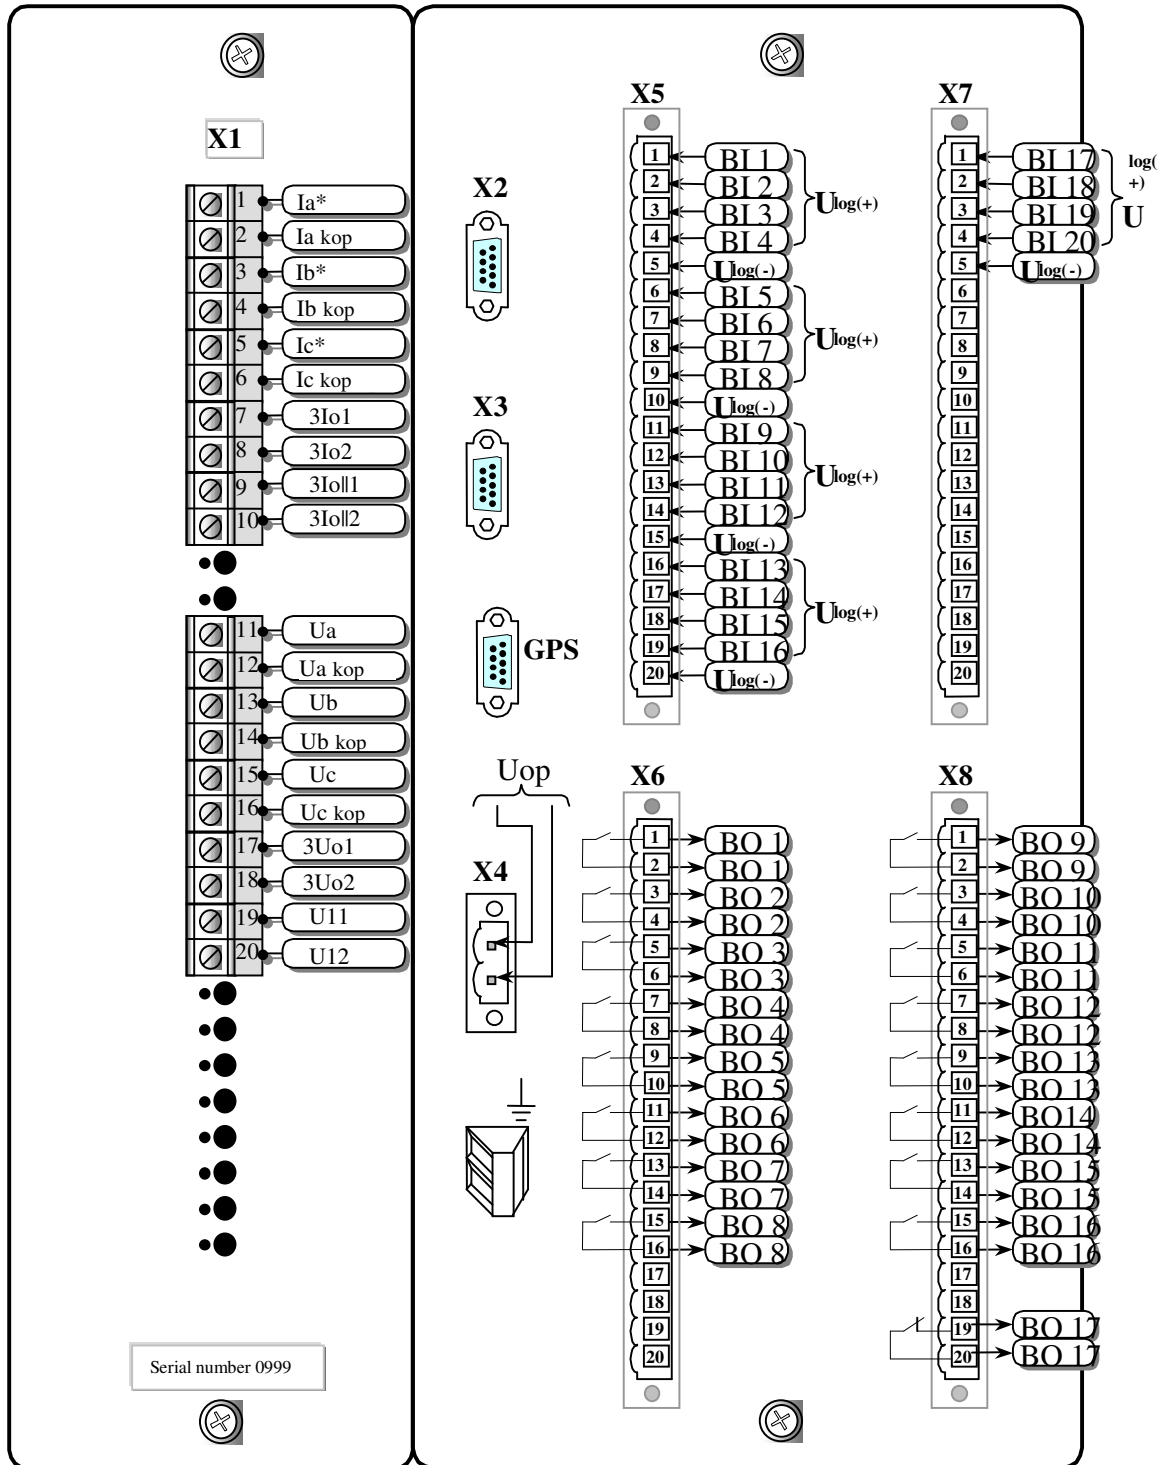 X1
1 Ia*
2 Ia kop
3 Ib*
4 Ib kop
5 Ic*
6 Ic kop
7 3Io1
8 3Io2
9 3Io||1
10 3Io||2
11 Ua
12 Ua kop
13 Ub
14 Ub kop
15 Uc
16 Uc kop
17 3Uo1
18 3Uo2
19 U11
20 U12
Serial number 0999
X2
X3
GPS
Uop
X4
X5
1 BI 1
2 BI 2
3 BI 3
4 BI 4
Ulog(+)
5 Ulog(-)
6 BI 5
7 BI 6
8 BI 7
9 BI 8
Ulog(+)
10 Ulog(-)
11 BI 9
12 BI 10
13 BI 11
14 BI 12
Ulog(+)
15 Ulog(-)
16 BI 13
17 BI 14
18 BI 15
19 BI 16
Ulog(+)
20 Ulog(-)
X7
1 BI 17
2 BI 18
3 BI 19
4 BI 20
log(
+)
U
5 Ulog(-)
6
7
8
9
10
11
12
13
14
15
16
17
18
19
20
X6
1 BO 1
2 BO 1
3 BO 2
4 BO 2
5 BO 3
6 BO 3
7 BO 4
8 BO 4
9 BO 5
10 BO 5
11 BO 6
12 BO 6
13 BO 7
14 BO 7
15 BO 8
16 BO 8
17
18
19
20
X8
1 BO 9
2 BO 9
3 BO 10
4 BO 10
5 BO 11
6 BO 11
7 BO 12
8 BO 12
9 BO 13
10 BO 13
11 BO14
12 BO 14
13 BO 15
14 BO 15
15 BO 16
16 BO 16
17
18
19 BO 17
20 BO 17